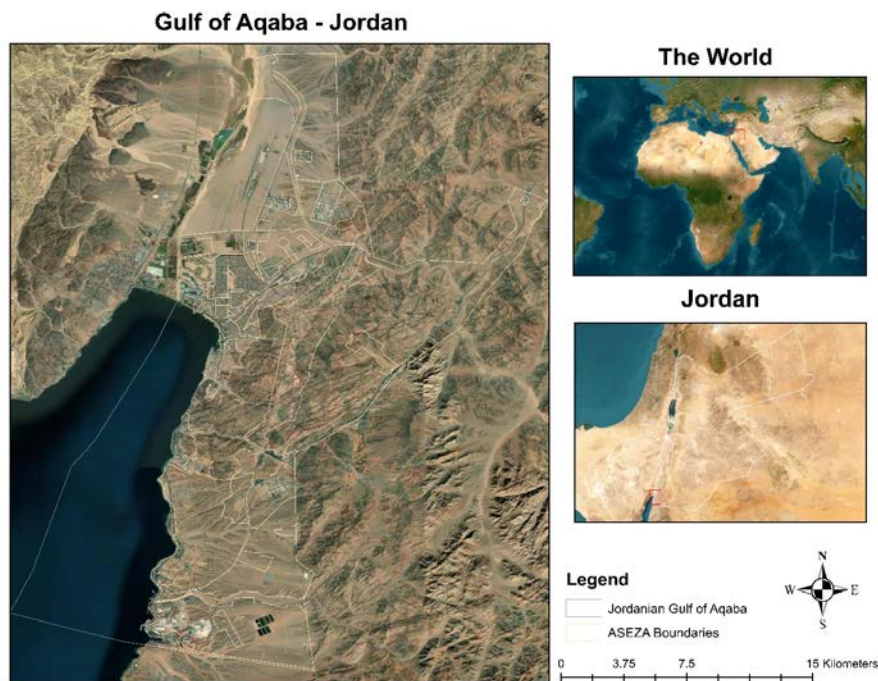 Gulf of Aqaba - Jordan
The World
Jordan
Legend
Jordanian Gulf of Aqaba
ASEZA Boundaries
N
W E
S
0 3.75 7.5 15 Kilometers